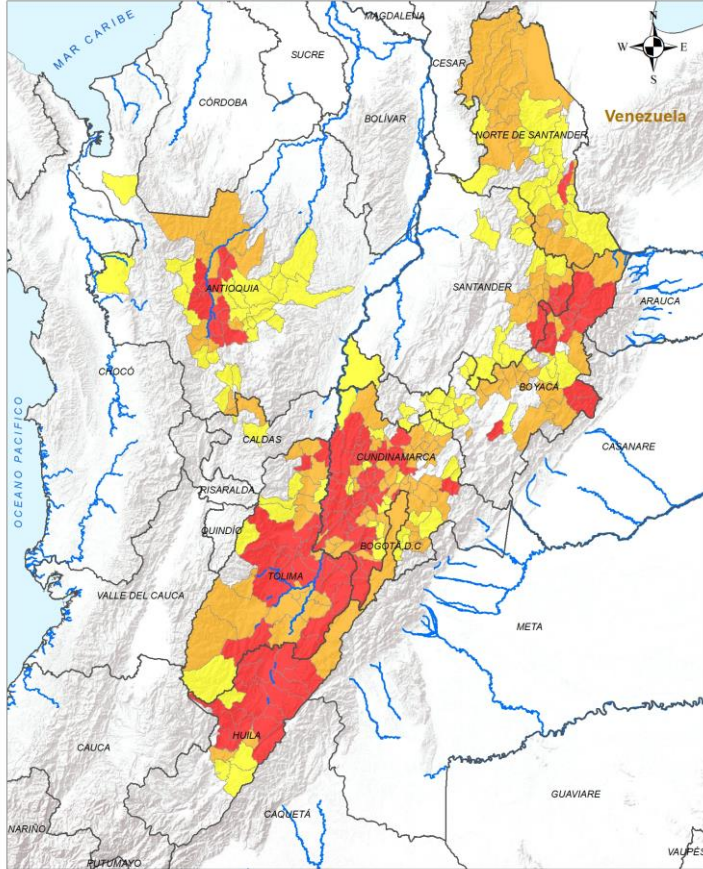 MAGDALENA
MAR CARIBE
SUCRE
CESAR
N
W
E
S
CÓRDOBA
BOLÍVAR
Venezuela
NORTE DE SANTANDER
ANTIOQUIA
SANTANDER
ARAUCA
CHOCÓ
BOYACÁ
OCEANO PACIFICO
CALDAS
CUNDINAMARCA
CASANARE
RISARALDA
QUINDÍO
BOGOTÁ D.C
TOLIMA
VALLE DEL CAUCA
META
HUILA
CAUCA
GUAVIARE
CAQUETÁ
NARIÑO
PUTUMAYO
VAUPÉS